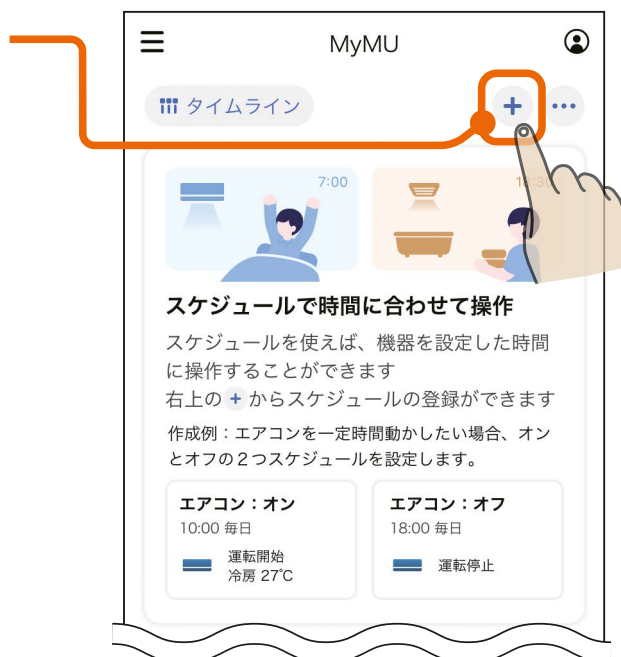 MyMU
タイムライン
7:00
18:30
スケジュールで時間に合わせて操作
スケジュールを使えば、機器を設定した時間
に操作することができます
右上の + からスケジュールの登録ができます
作成例：エアコンを一定時間動かしたい場合、オン
とオフの2つスケジュールを設定します。
エアコン：オン
10:00 毎日
運転開始
冷房 27℃
エアコン：オフ
18:00 毎日
運転停止